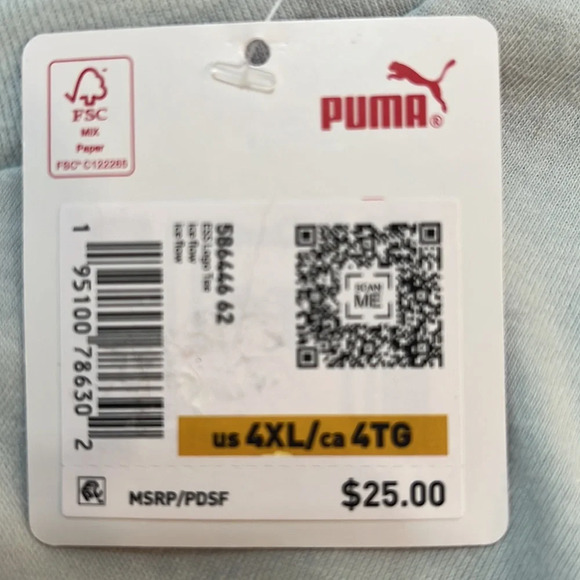 FSC
MIX
Paper
FSC® C122265
PUMA®
586646 62
ESS Logo Tee
ice flow
ice flow
1 95100 78630 2
SCAN
ME
us 4XL/ca 4TG
MSRP/PDSF
$25.00